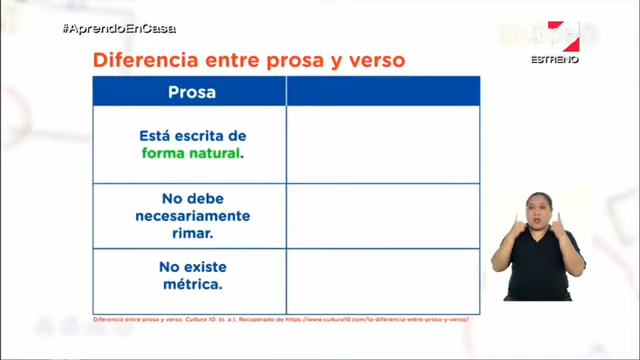 #AprendoEnCasa
ESTRENO
Diferencia entre prosa y verso
Prosa
Está escrita de
forma natural.
No debe
necesariamente
rimar.
No existe
métrica.
Diferencia entre prosa y verso. Cultura 10. (s. a.). Recuperado de https://www.cultura10.com/la-diferencia-entre-prosa-y-verso/